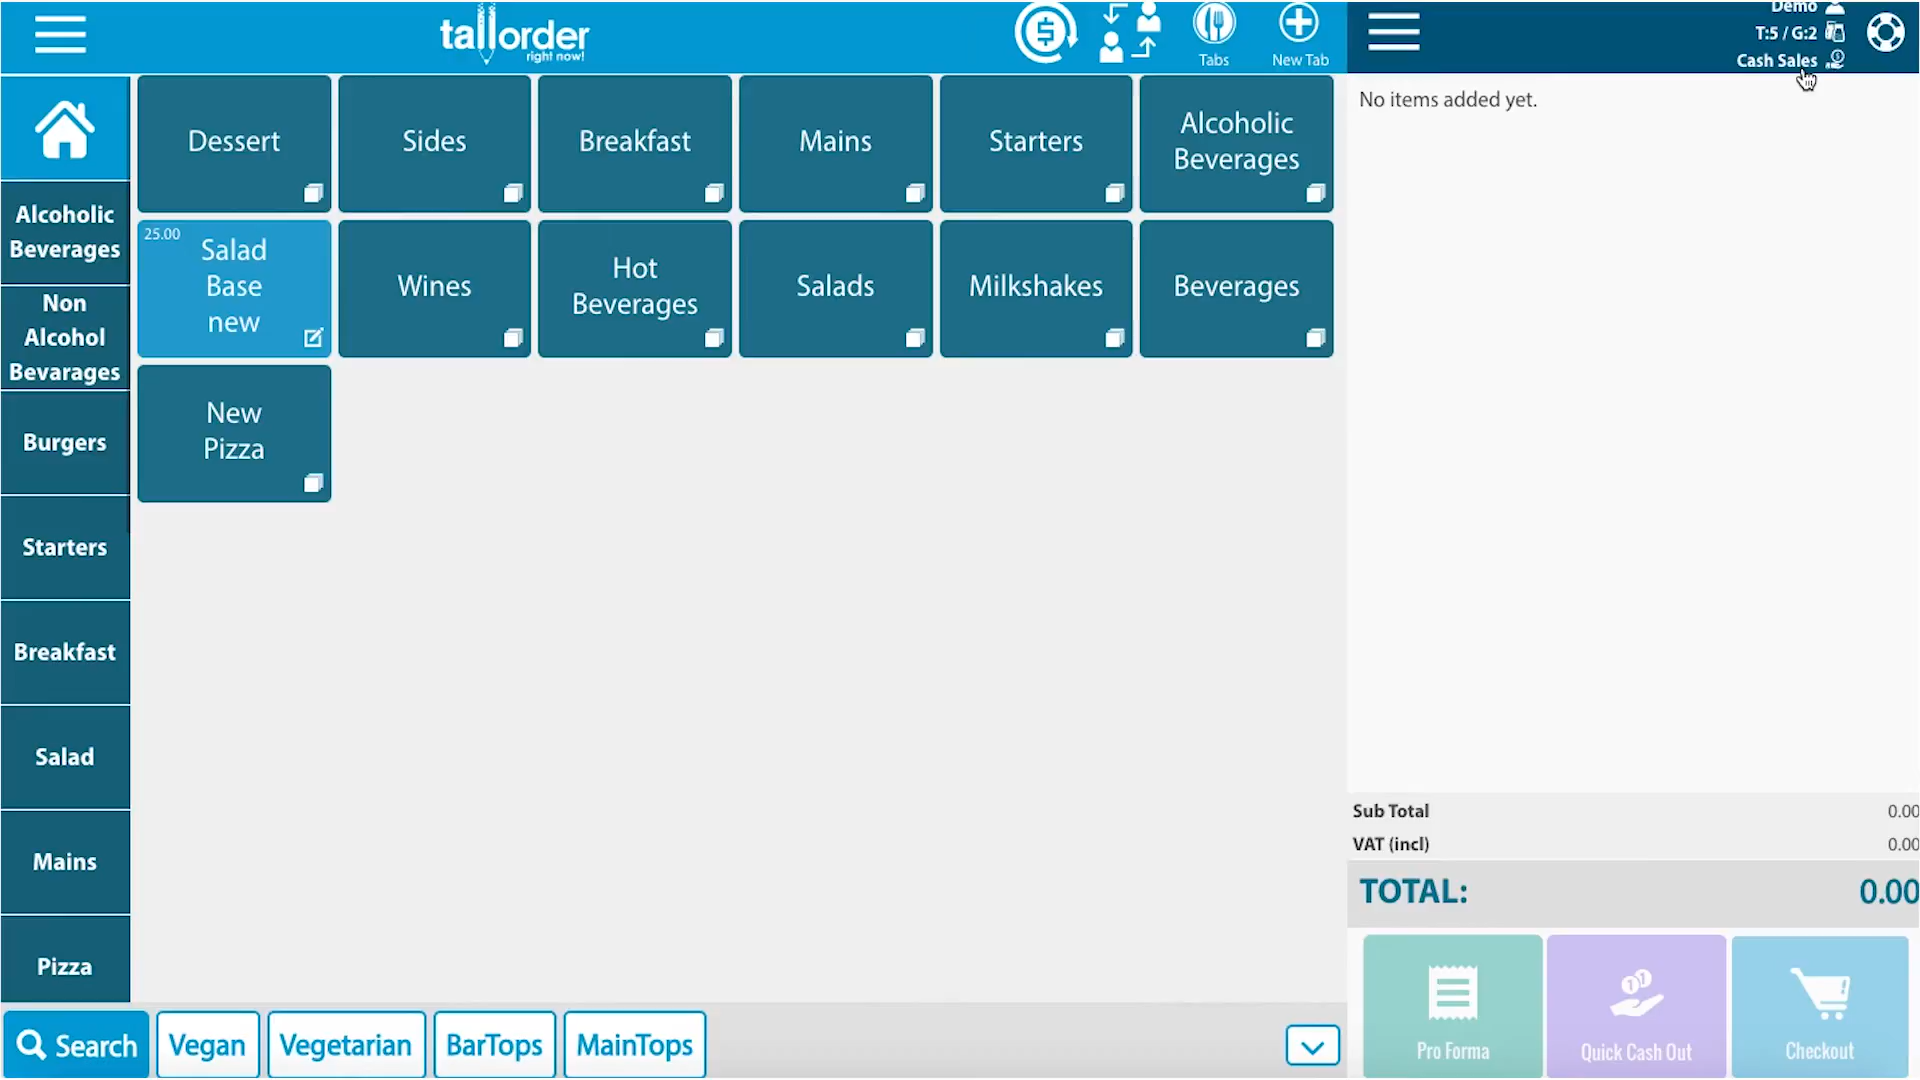 tallorder
right now!
Tabs
New Tab
Demo
T:5 / G:2
Cash Sales
Alcoholic
Beverages
Non
Alcohol
Bevarages
Burgers
Starters
Breakfast
Salad
Mains
Pizza
Dessert
Sides
Breakfast
Mains
Starters
Alcoholic
Beverages
25.00
Salad
Base
new
Wines
Hot
Beverages
Salads
Milkshakes
Beverages
New
Pizza
No items added yet.
Sub Total 0.00
VAT (incl) 0.00
TOTAL: 0.00
Search
Vegan
Vegetarian
BarTops
MainTops
Pro Forma
Quick Cash Out
Checkout